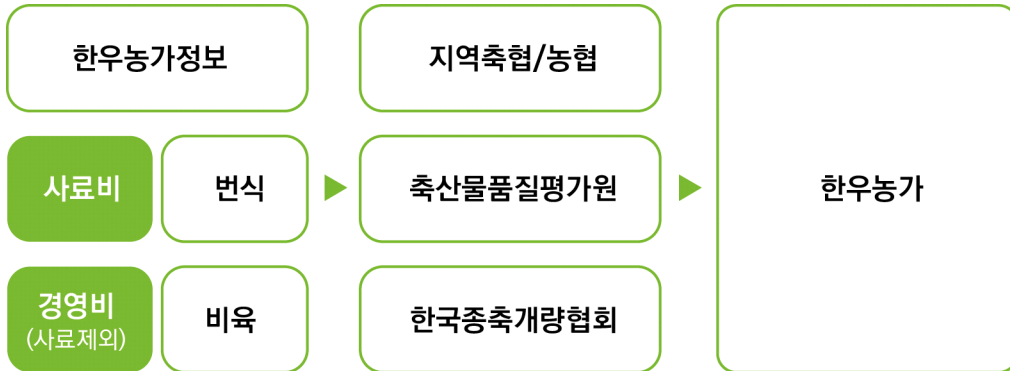 한우농가정보
지역축협/농협
사료비
번식
축산물품질평가원
한우농가
경영비
(사료제외)
비육
한국종축개량협회